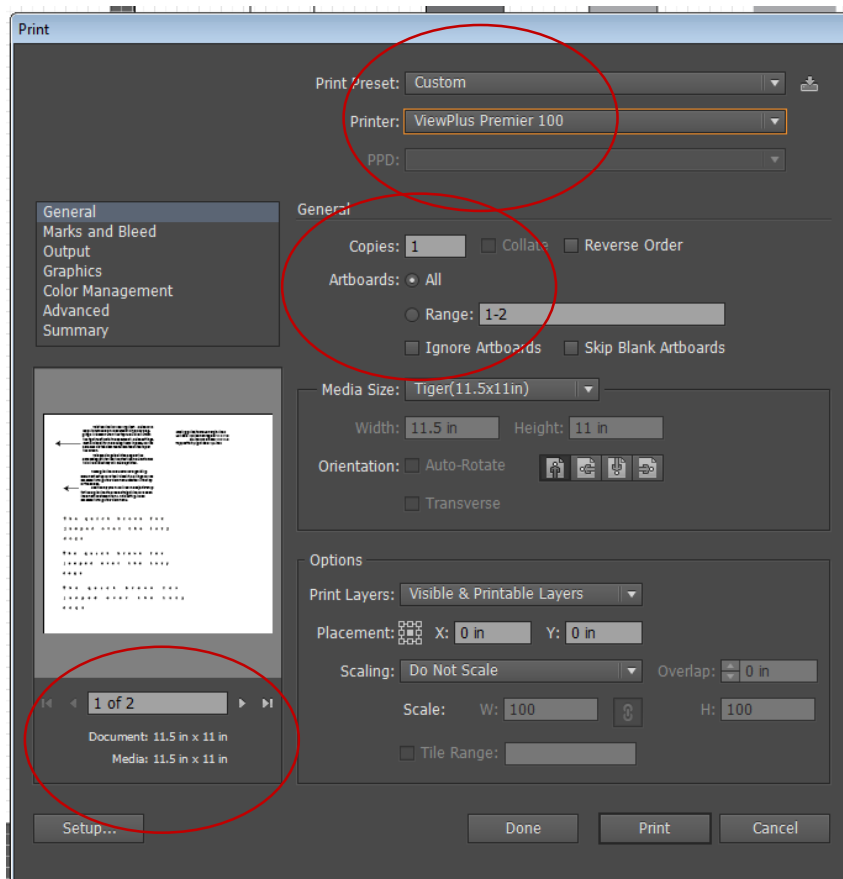 Print
Print Preset: Custom
Printer: ViewPlus Premier 100
PPD:
General
Marks and Bleed
Output
Graphics
Color Management
Advanced
Summary
General
Copies: 1 Collate Reverse Order
Artboards: All
Range: 1-2
Ignore Artboards Skip Blank Artboards
Media Size: Tiger(11.5x11in)
Width: 11.5 in Height: 11 in
Orientation: Auto-Rotate
Transverse
1 of 2
Document: 11.5 in x 11 in
Media: 11.5 in x 11 in
Options
Print Layers: Visible & Printable Layers
Placement: X: 0 in Y: 0 in
Scaling: Do Not Scale Overlap: 0 in
Scale: W: 100 H: 100
Tile Range:
Setup... Done Print Cancel